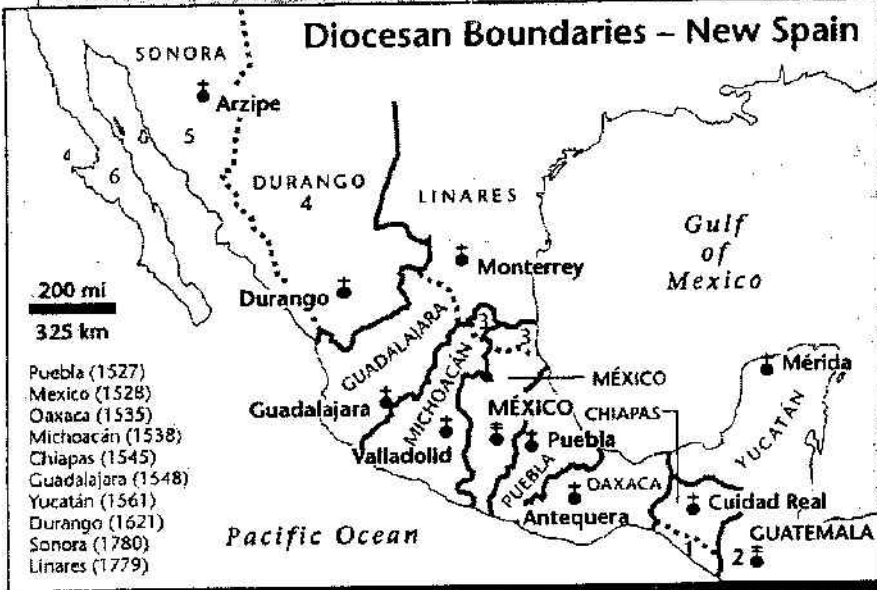 Diocesan Boundaries – New Spain
SONORA
Arzipe
5
4
6
DURANGO
4
LINARES
Gulf
of
Mexico
Monterrey
Durango
200 mi
325 km
GUADALAJARA
3
3
MICHOACÁN
MÉXICO
Mérida
Guadalajara
MÉXICO
CHIAPAS
YUCATÁN
Valladolid
Puebla
PUEBLA
OAXACA
Antequera
Cuidad Real
GUATEMALA
1
2
Puebla (1527)
Mexico (1528)
Oaxaca (1535)
Michoacán (1538)
Chiapas (1545)
Guadalajara (1548)
Yucatán (1561)
Durango (1621)
Sonora (1780)
Linares (1779)
Pacific Ocean